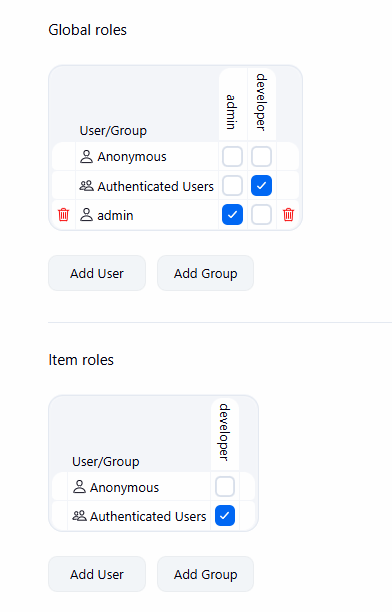 Global roles
User/Group
admin
developer
Anonymous
Authenticated Users
admin
Add User
Add Group
Item roles
User/Group
developer
Anonymous
Authenticated Users
Add User
Add Group